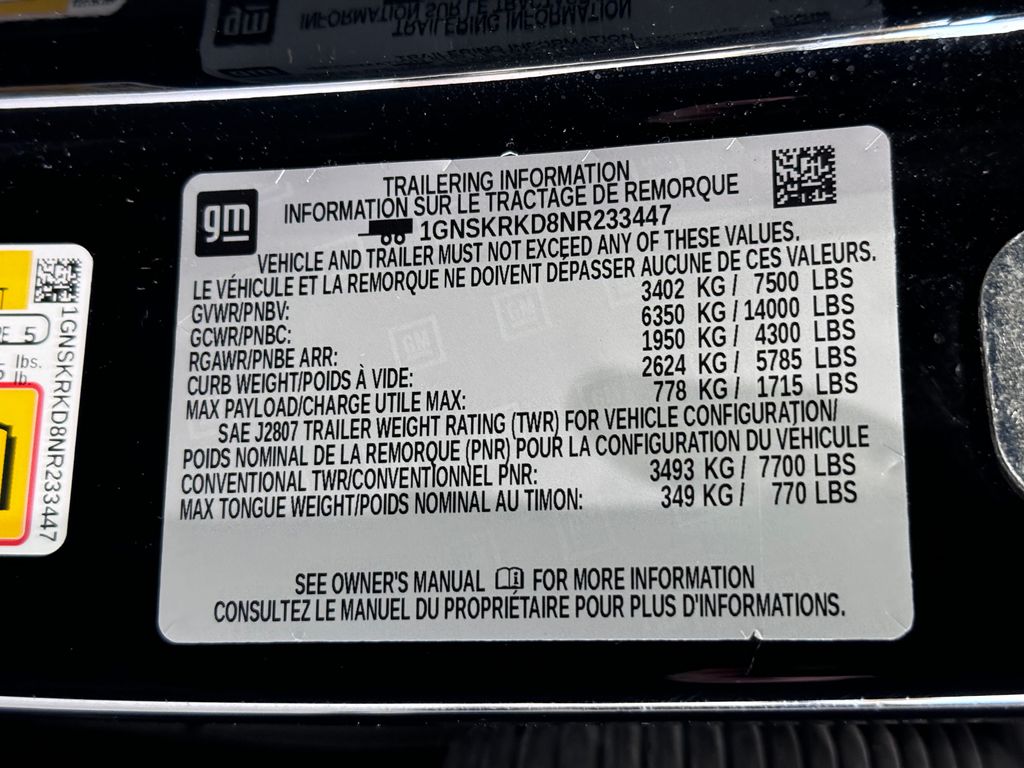 gm
TRAILERING INFORMATION
INFORMATION SUR LE TRACTAGE DE REMORQUE
1GNSKRKD8NR233447
VEHICLE AND TRAILER MUST NOT EXCEED ANY OF THESE VALUES.
LE VÉHICULE ET LA REMORQUE NE DOIVENT DÉPASSER AUCUNE DE CES VALEURS.
GVWR/PNBV: 3402 KG / 7500 LBS
GCWR/PNBC: 6350 KG / 14000 LBS
RGAWR/PNBE ARR: 1950 KG / 4300 LBS
CURB WEIGHT/POIDS À VIDE: 2624 KG / 5785 LBS
MAX PAYLOAD/CHARGE UTILE MAX: 778 KG / 1715 LBS
SAE J2807 TRAILER WEIGHT RATING (TWR) FOR VEHICLE CONFIGURATION/
POIDS NOMINAL DE LA REMORQUE (PNR) POUR LA CONFIGURATION DU VÉHICULE
CONVENTIONAL TWR/CONVENTIONNEL PNR: 3493 KG / 7700 LBS
MAX TONGUE WEIGHT/POIDS NOMINAL AU TIMON: 349 KG / 770 LBS
SEE OWNER'S MANUAL FOR MORE INFORMATION
CONSULTEZ LE MANUEL DU PROPRIÉTAIRE POUR PLUS D'INFORMATIONS.
1GNSKRKD8NR233447
5
lbs.
lb.